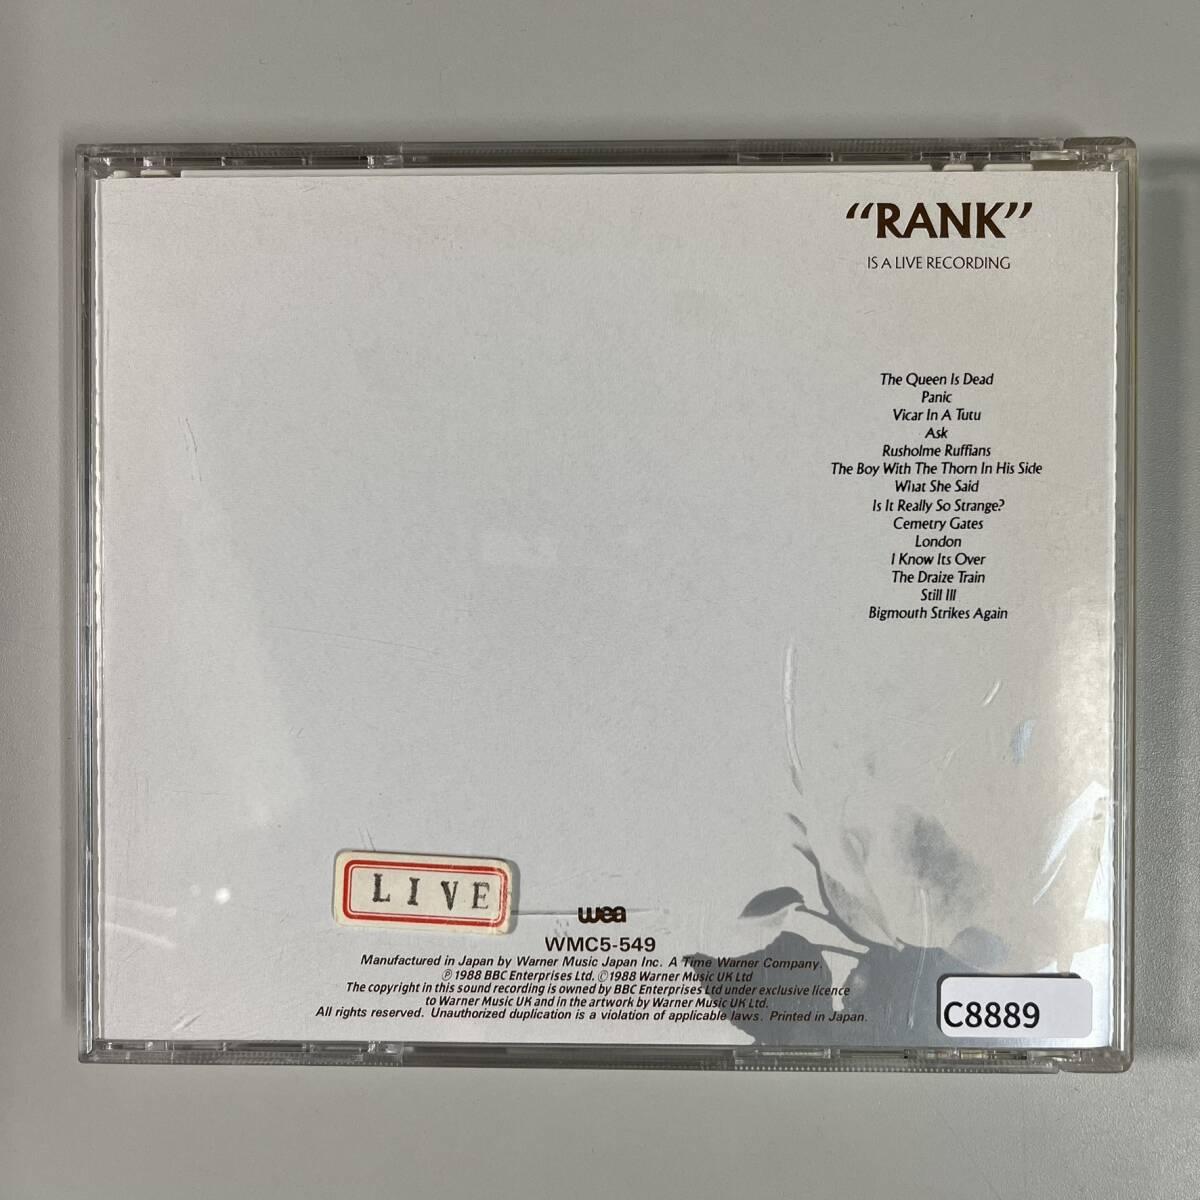 “RANK”
IS A LIVE RECORDING
The Queen Is Dead
Panic
Vicar In A Tutu
Ask
Rusholme Ruffians
The Boy With The Thorn In His Side
What She Said
Is It Really So Strange?
Cemetry Gates
London
I Know Its Over
The Draize Train
Still Ill
Bigmouth Strikes Again
LIVE
wea
WMC5-549
Manufactured in Japan by Warner Music Japan Inc. A Time Warner Company.
℗ 1988 BBC Enterprises Ltd. ©1988 Warner Music UK Ltd
The copyright in this sound recording is owned by BBC Enterprises Ltd under exclusive licence
to Warner Music UK and in the artwork by Warner Music UK Ltd.
All rights reserved. Unauthorized duplication is a violation of applicable laws. Printed in Japan.
C8889